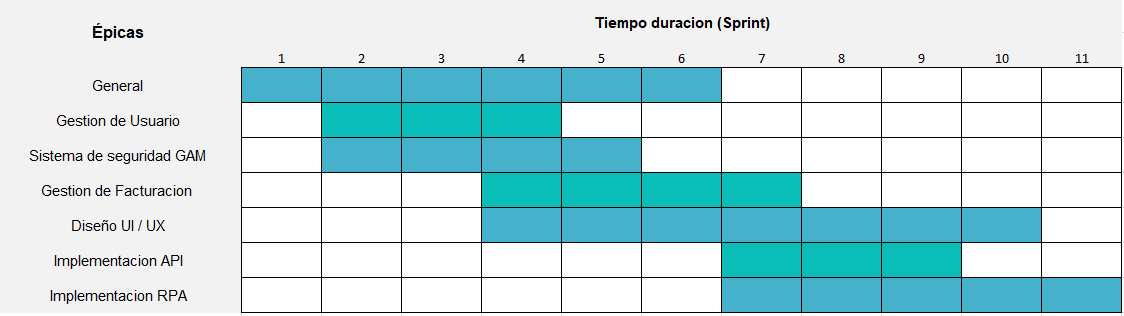 Épicas
Tiempo duracion (Sprint)
1 2 3 4 5 6 7 8 9 10 11
General
Gestion de Usuario
Sistema de seguridad GAM
Gestion de Facturacion
Diseño UI / UX
Implementacion API
Implementacion RPA